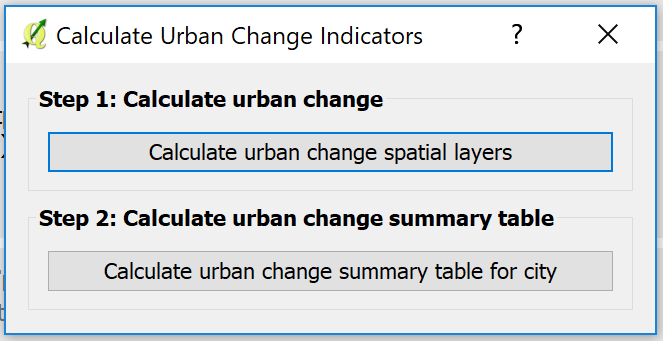 Calculate Urban Change Indicators ?
Step 1: Calculate urban change
Calculate urban change spatial layers
Step 2: Calculate urban change summary table
Calculate urban change summary table for city